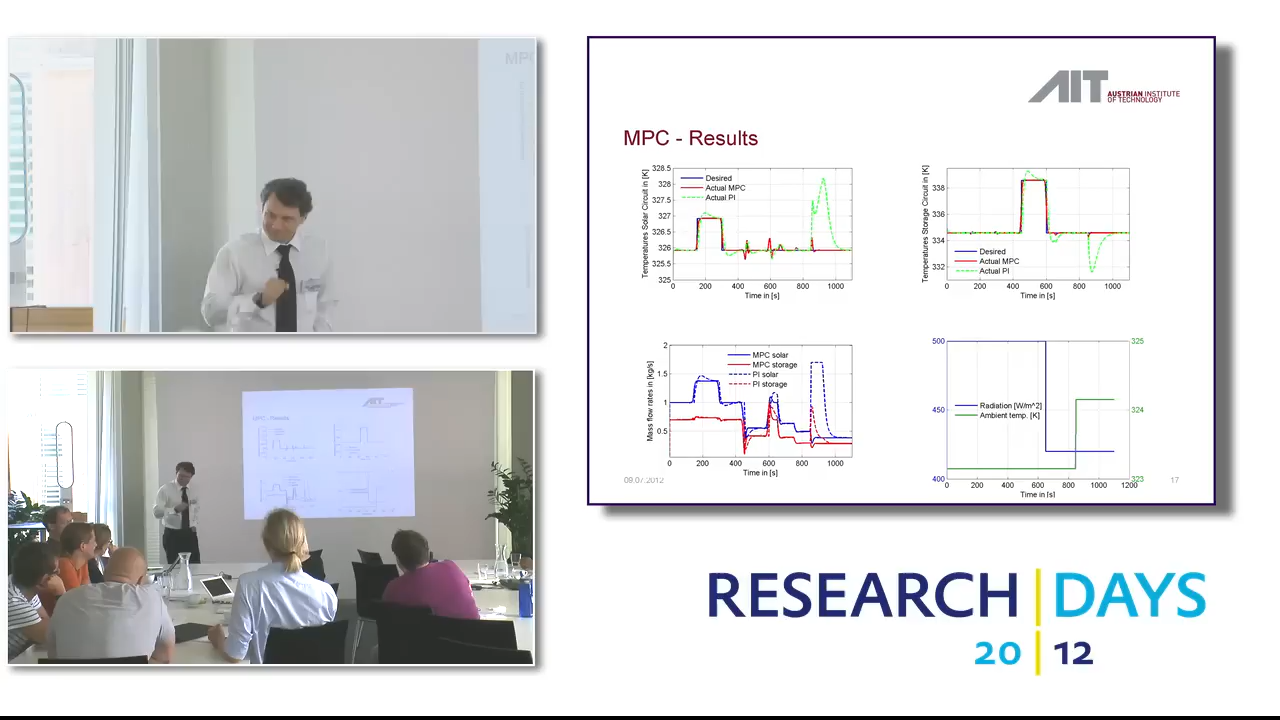 MPC
AIT
AUSTRIAN INSTITUTE
OF TECHNOLOGY
MPC - Results
Temperatures Solar Circuit in [K]
328.5
328
327.5
327
326.5
326
325.5
325
Desired
Actual MPC
Actual PI
0 200 400 600 800 1000
Time in [s]
Temperatures Storage Circuit in [K]
338
336
334
332
Desired
Actual MPC
Actual PI
0 200 400 600 800 1000
Time in [s]
Mass flow rates in [kg/s]
2
1.5
1
0.5
MPC solar
MPC storage
PI solar
PI storage
0 200 400 600 800 1000
Time in [s]
500
450
400
Radiation [W/m^2]
Ambient temp. [K]
325
324
323
0 200 400 600 800 1000 1200
Time in [s]
09.07.2012
17
AIT
MPC - Results
RESEARCH DAYS
20 12